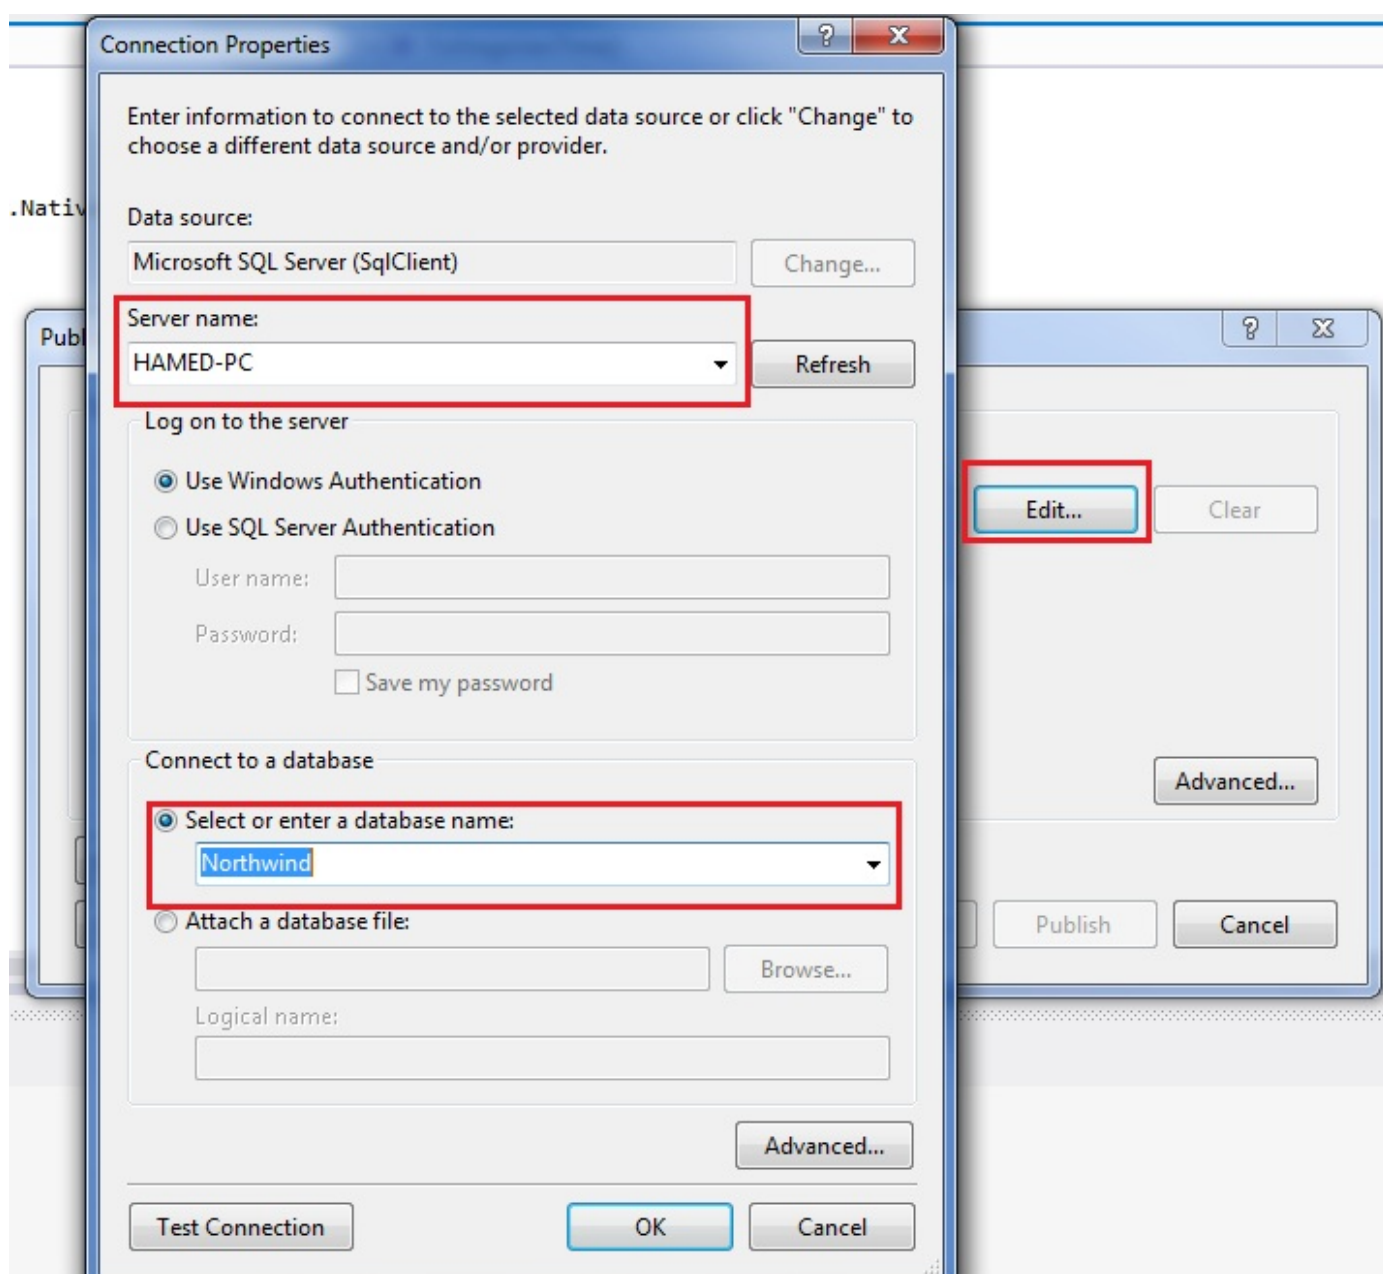 Connection Properties
Enter information to connect to the selected data source or click "Change" to
choose a different data source and/or provider.
.Nativ
Data source:
Microsoft SQL Server (SqlClient)
Change...
Server name:
Publ
HAMED-PC
Refresh
Log on to the server
Use Windows Authentication
Edit...
Clear
Use SQL Server Authentication
User name:
Password:
Save my password
Connect to a database
Advanced...
Select or enter a database name:
Northwind
Attach a database file:
Publish
Cancel
Browse...
Logical name:
Advanced...
Test Connection
OK
Cancel